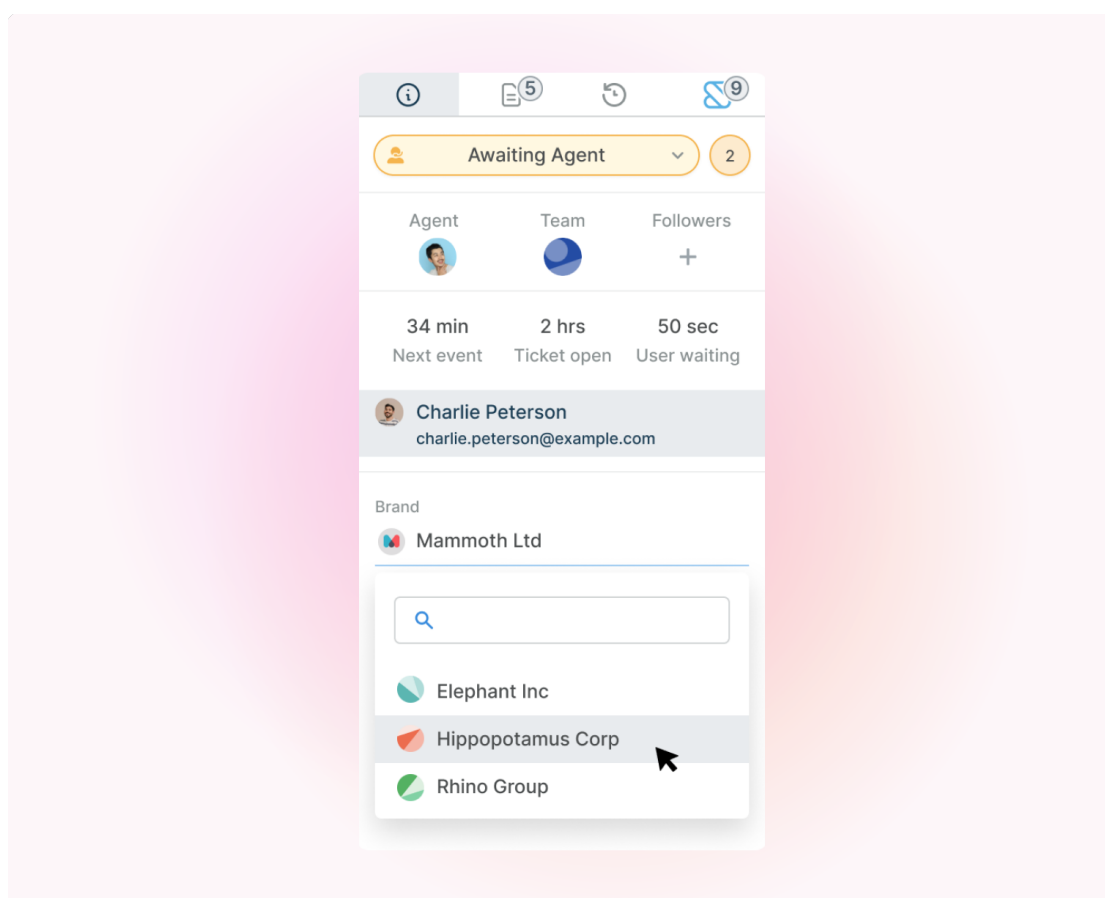 5
9
Awaiting Agent
2
Agent Team Followers
34 min 2 hrs 50 sec
Next event Ticket open User waiting
Charlie Peterson
charlie.peterson@example.com
Brand
Mammoth Ltd
Elephant Inc
Hippopotamus Corp
Rhino Group